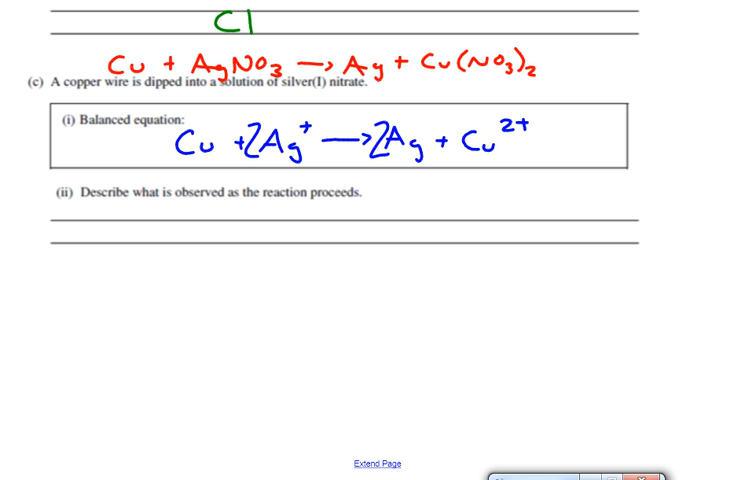 Cl
Cu + AgNO₃ → Ag + Cu(NO₃)₂
(c) A copper wire is dipped into a solution of silver(I) nitrate.
(i) Balanced equation:
Cu + 2Ag⁺ → 2Ag + Cu²⁺
(ii) Describe what is observed as the reaction proceeds.
Extend Page